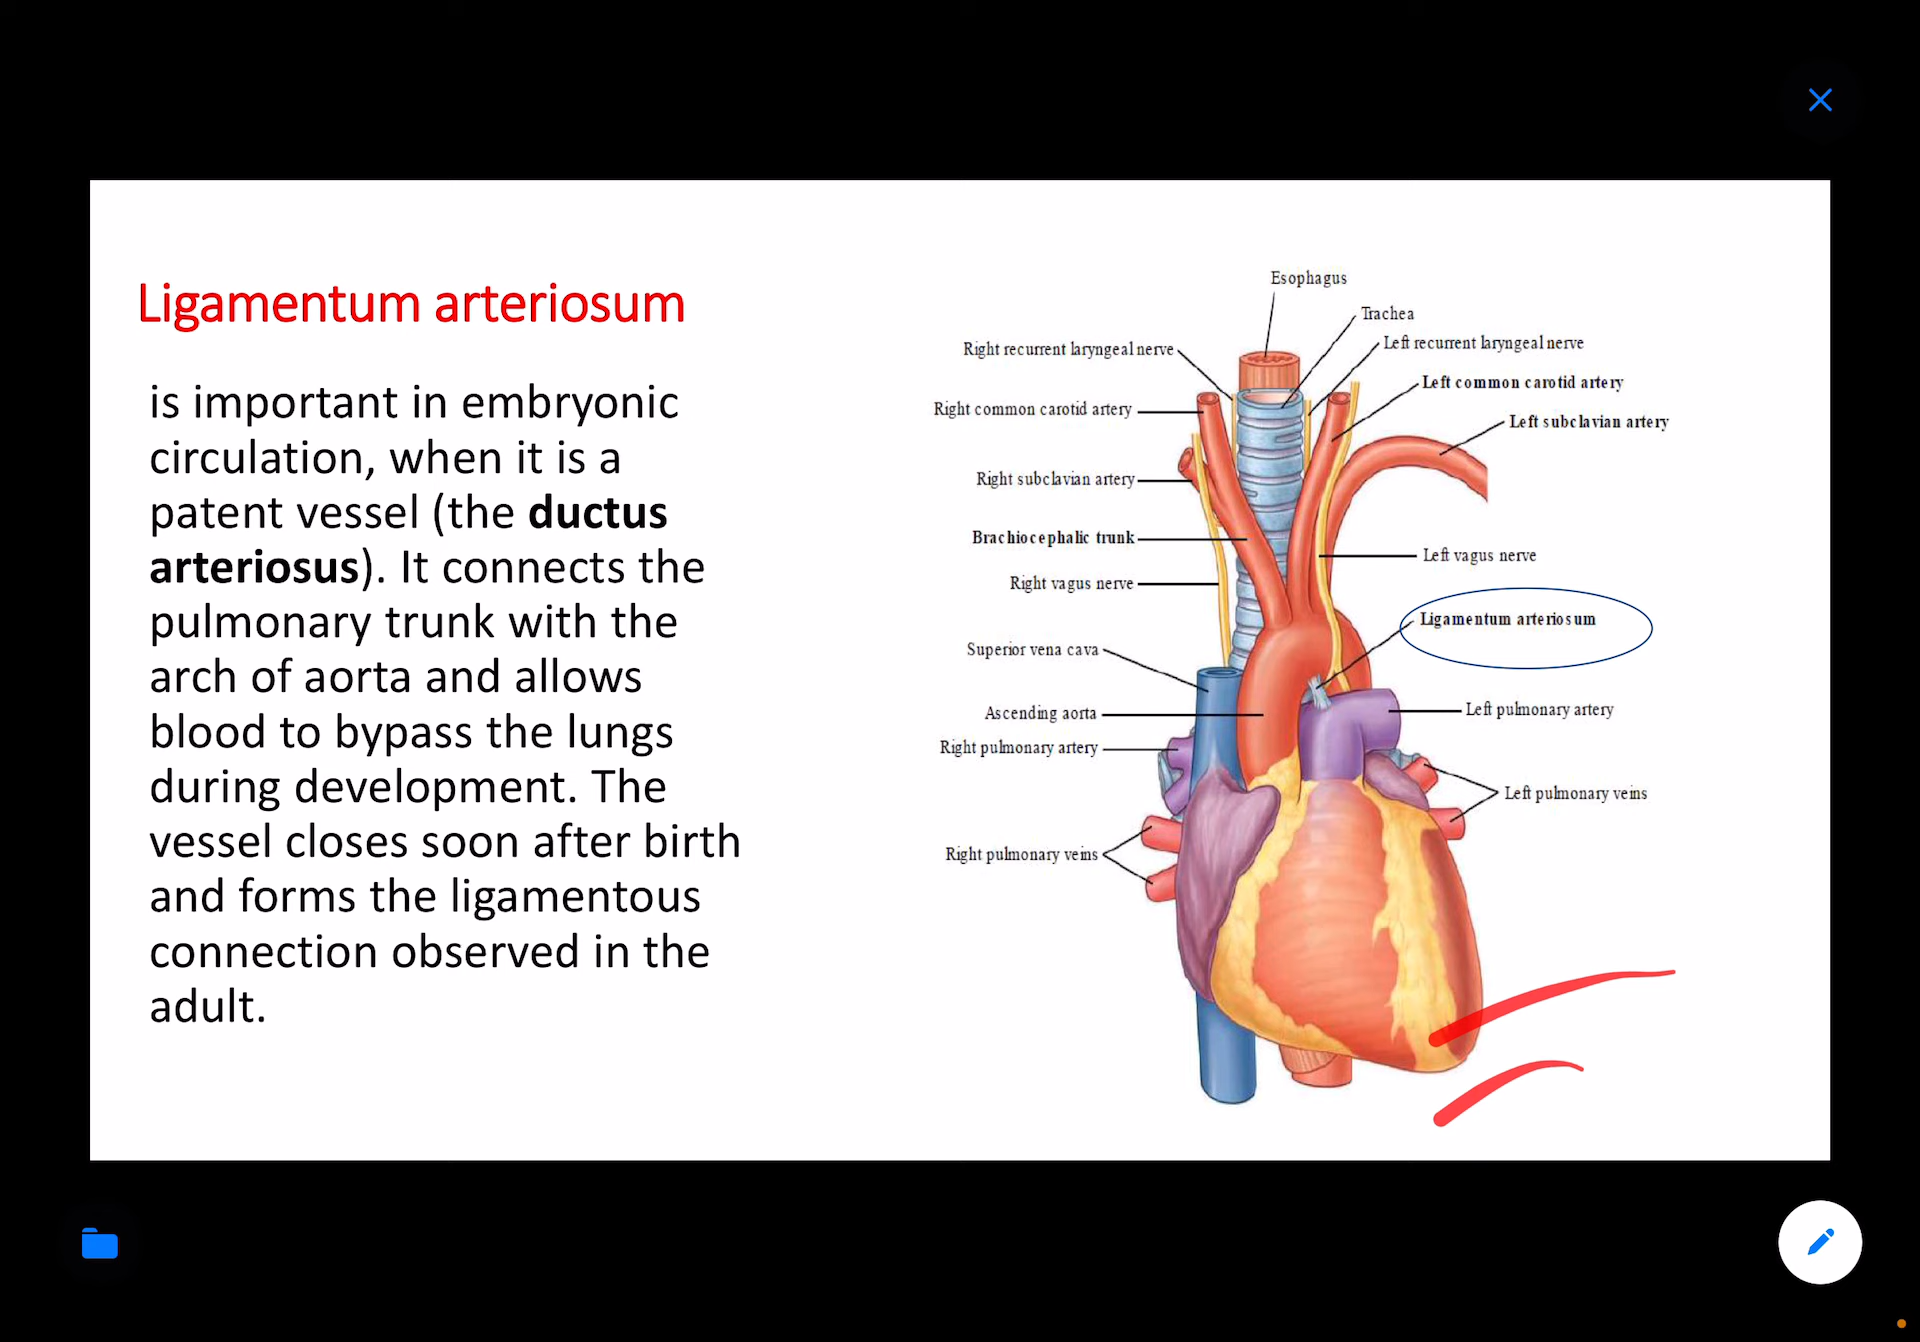 Ligamentum arteriosum
is important in embryonic
circulation, when it is a
patent vessel (the ductus
arteriosus). It connects the
pulmonary trunk with the
arch of aorta and allows
blood to bypass the lungs
during development. The
vessel closes soon after birth
and forms the ligamentous
connection observed in the
adult.
Esophagus
Trachea
Right recurrent laryngeal nerve
Left recurrent laryngeal nerve
Left common carotid artery
Right common carotid artery
Left subclavian artery
Right subclavian artery
Brachiocephalic trunk
Left vagus nerve
Right vagus nerve
Ligamentum arteriosum
Superior vena cava
Left pulmonary artery
Ascending aorta
Right pulmonary artery
Left pulmonary veins
Right pulmonary veins